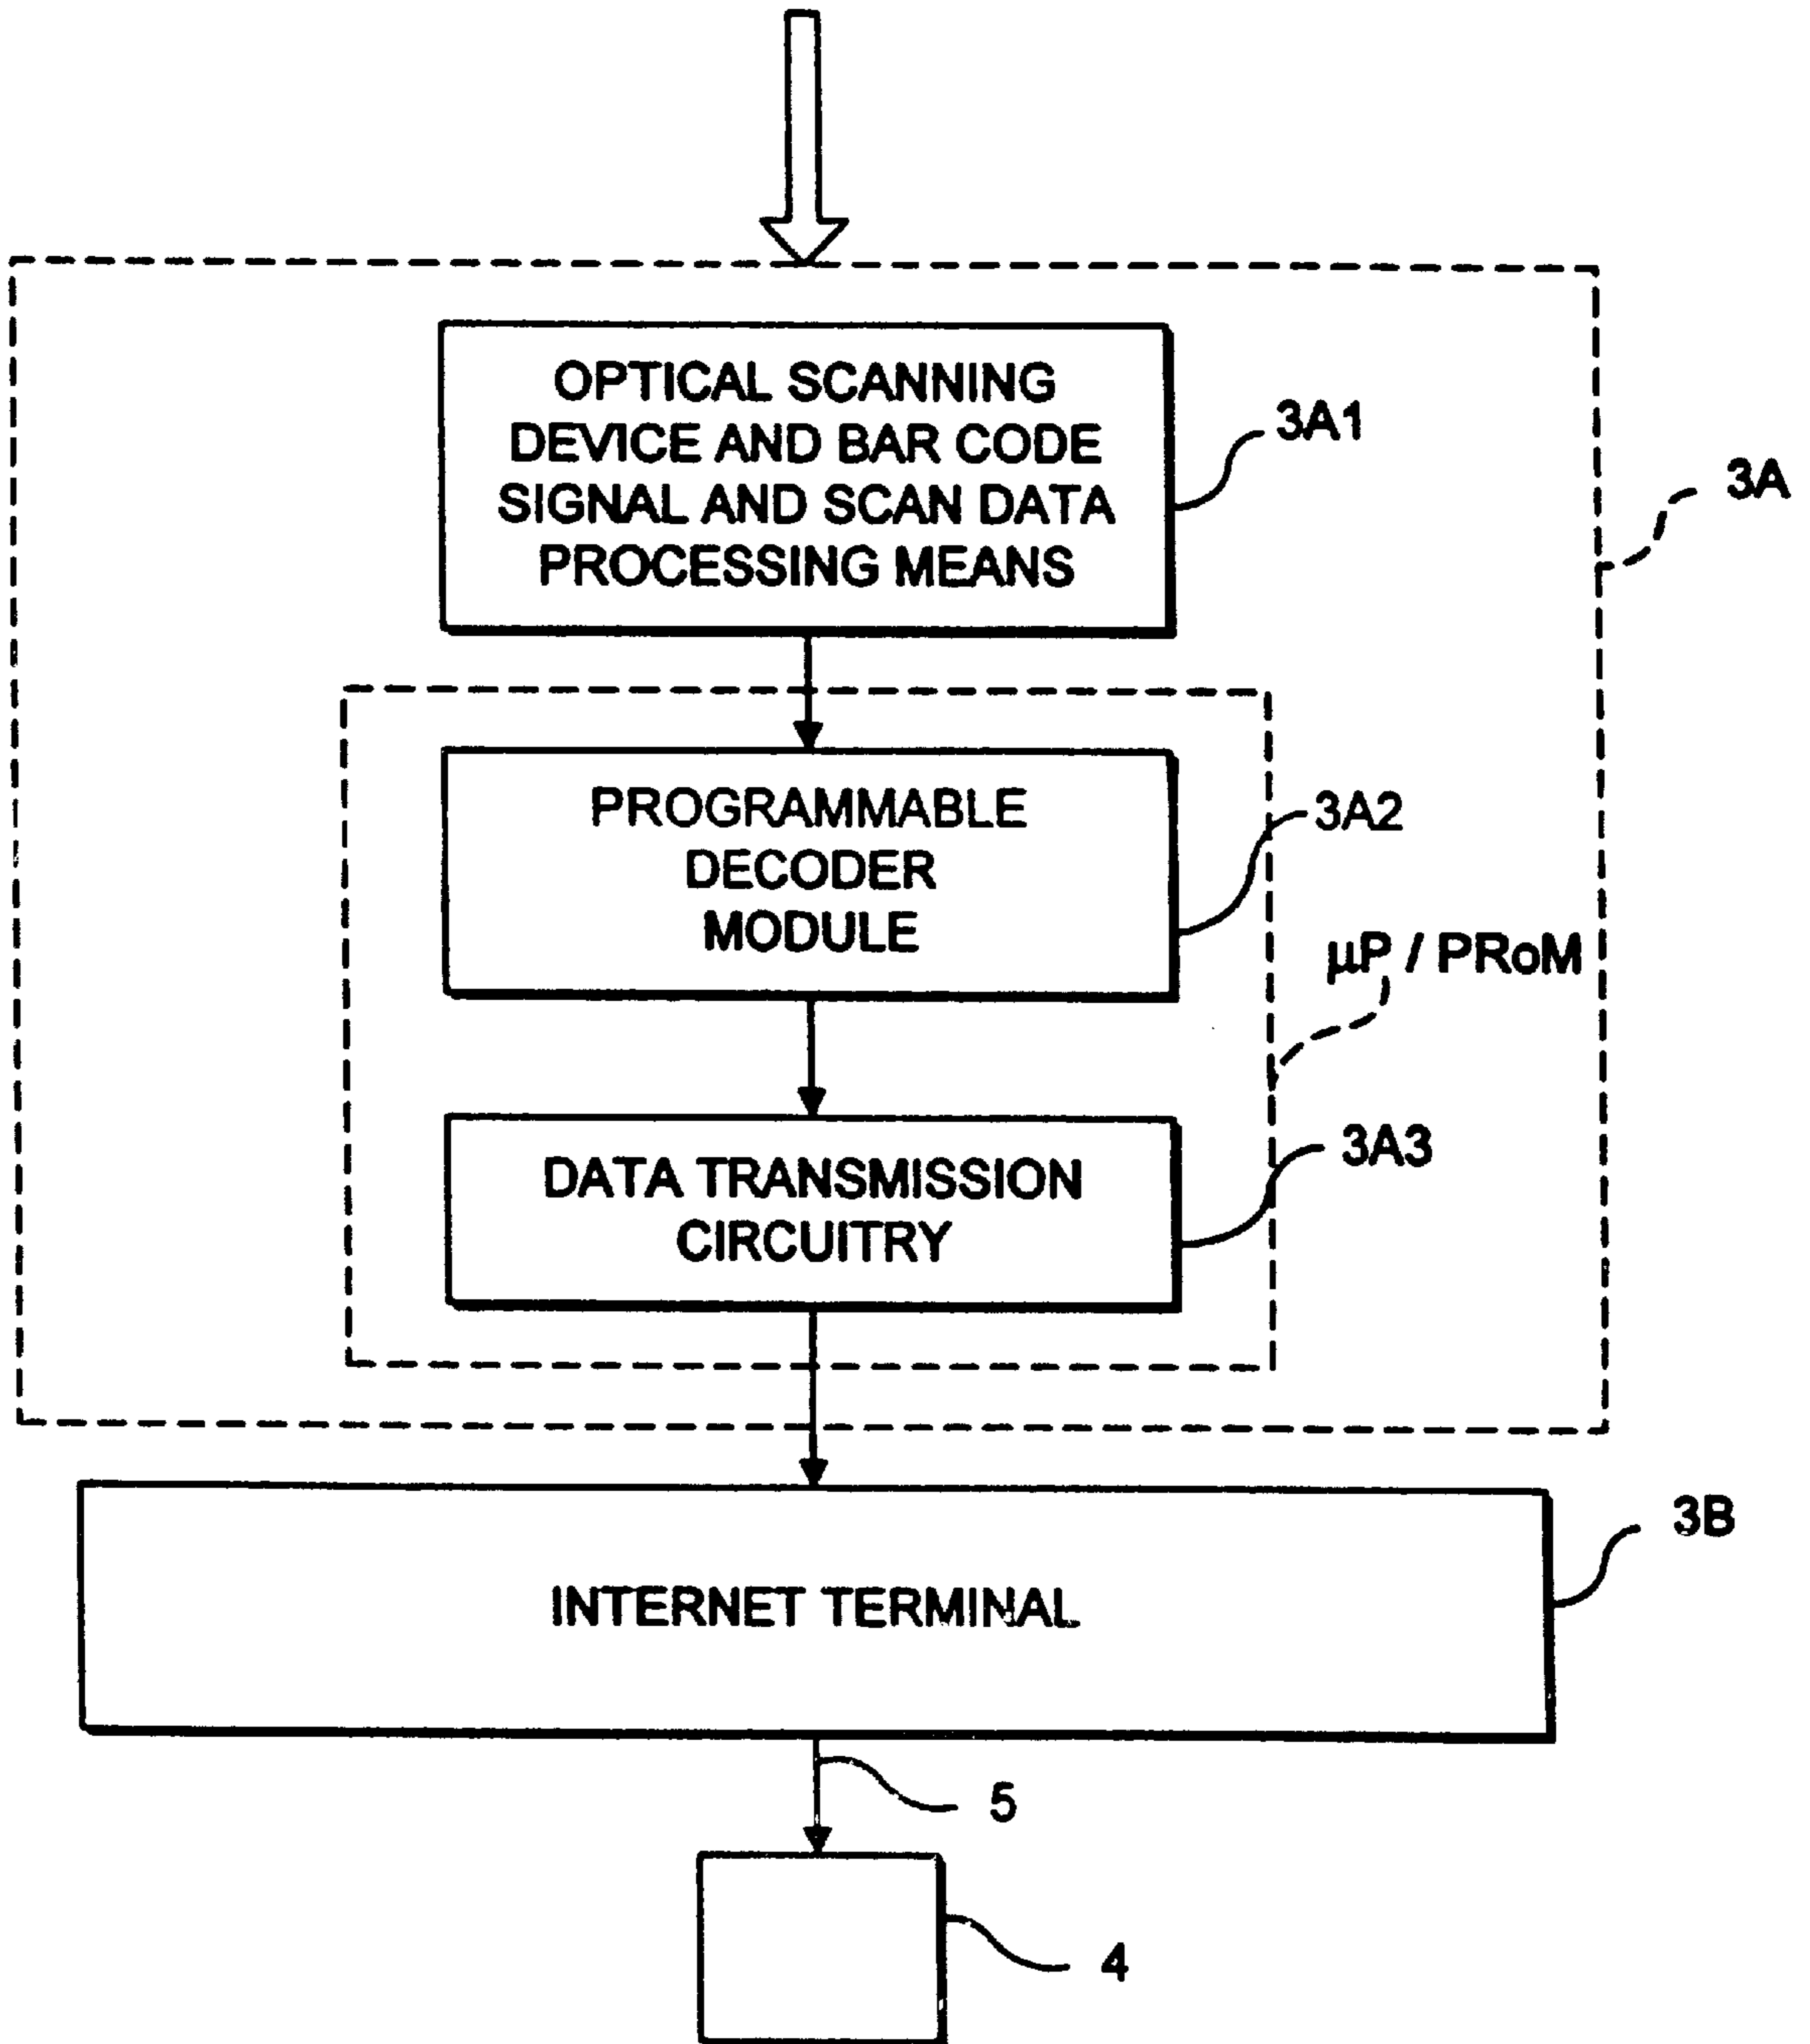 OPTICAL SCANNING
DEVICE AND BAR CODE
SIGNAL AND SCAN DATA
PROCESSING MEANS
3A1
3A
PROGRAMMABLE
DECODER
MODULE
3A2
µP / PRoM
DATA TRANSMISSION
CIRCUITRY
3A3
INTERNET TERMINAL
3B
5
4